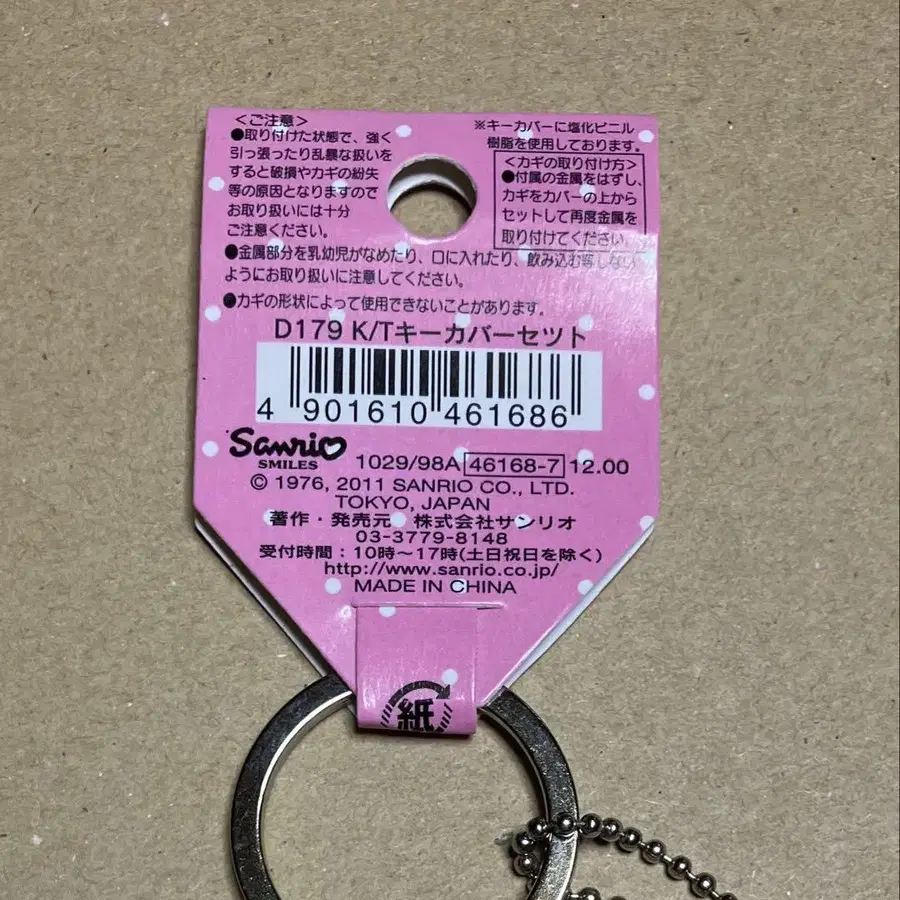 <ご注意>
●取り付けた状態で、強く
引っ張ったり乱暴な扱いを
すると破損やカギの紛失
等の原因となりますので
お取り扱いには十分
ご注意ください。
※キーカバーに塩化ビニル
樹脂を使用しております。
<カギの取り付け方>
●付属の金属をはずし、
カギをカバーの上から
セットして再度金属を
取り付けてください。
●金属部分を乳幼児がなめたり、口に入れたり、飲み込む等しない
ようにお取り扱いに注意してください。
●カギの形状によって使用できないことがあります。
D179 K/Tキーカバーセット
4 901610 461686
Sanrio
SMILES
1029/98A 46168-7 12.00
© 1976, 2011 SANRIO CO., LTD.
TOKYO, JAPAN
著作・発売元 株式会社サンリオ
03-3779-8148
受付時間：10時～17時(土日祝日を除く)
http://www.sanrio.co.jp/
MADE IN CHINA
紙